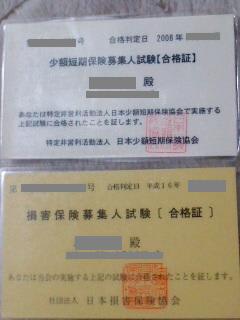 号 合格判定日 2008年
少額短期保険募集人試験【合格証】
殿
あなたは特定非営利活動法人日本少額短期保険協会で実施する
上記試験に合格されたことを証します。
特定非営利活動法人 日本少額短期保険協会
第 号 合格判定日 平成16年
損害保険募集人試験〔合格証〕
殿
あなたは当会の実施する上記の試験に合格されたことを証します。
社団法人 日本損害保険協会